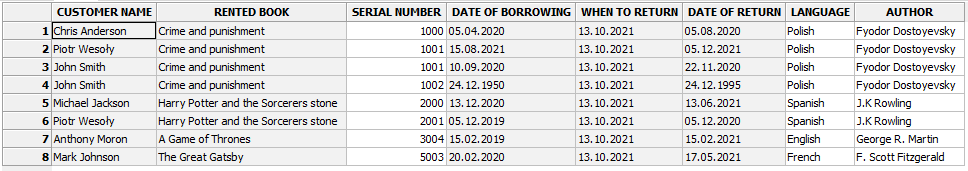 CUSTOMER NAME RENTED BOOK SERIAL NUMBER DATE OF BORROWING WHEN TO RETURN DATE OF RETURN LANGUAGE AUTHOR
1 Chris Anderson Crime and punishment 1000 05.04.2020 13.10.2021 05.08.2020 Polish Fyodor Dostoyevsky
2 Piotr Wesoły Crime and punishment 1001 15.08.2021 13.10.2021 05.12.2021 Polish Fyodor Dostoyevsky
3 John Smith Crime and punishment 1001 10.09.2020 13.10.2021 22.11.2020 Polish Fyodor Dostoyevsky
4 John Smith Crime and punishment 1002 24.12.1950 13.10.2021 24.12.1995 Polish Fyodor Dostoyevsky
5 Michael Jackson Harry Potter and the Sorcerers stone 2000 13.12.2020 13.10.2021 13.06.2021 Spanish J.K Rowling
6 Piotr Wesoły Harry Potter and the Sorcerers stone 2001 05.12.2019 13.10.2021 05.12.2020 Spanish J.K Rowling
7 Anthony Moron A Game of Thrones 3004 15.02.2019 13.10.2021 15.02.2021 English George R. Martin
8 Mark Johnson The Great Gatsby 5003 20.02.2020 13.10.2021 17.05.2021 French F. Scott Fitzgerald